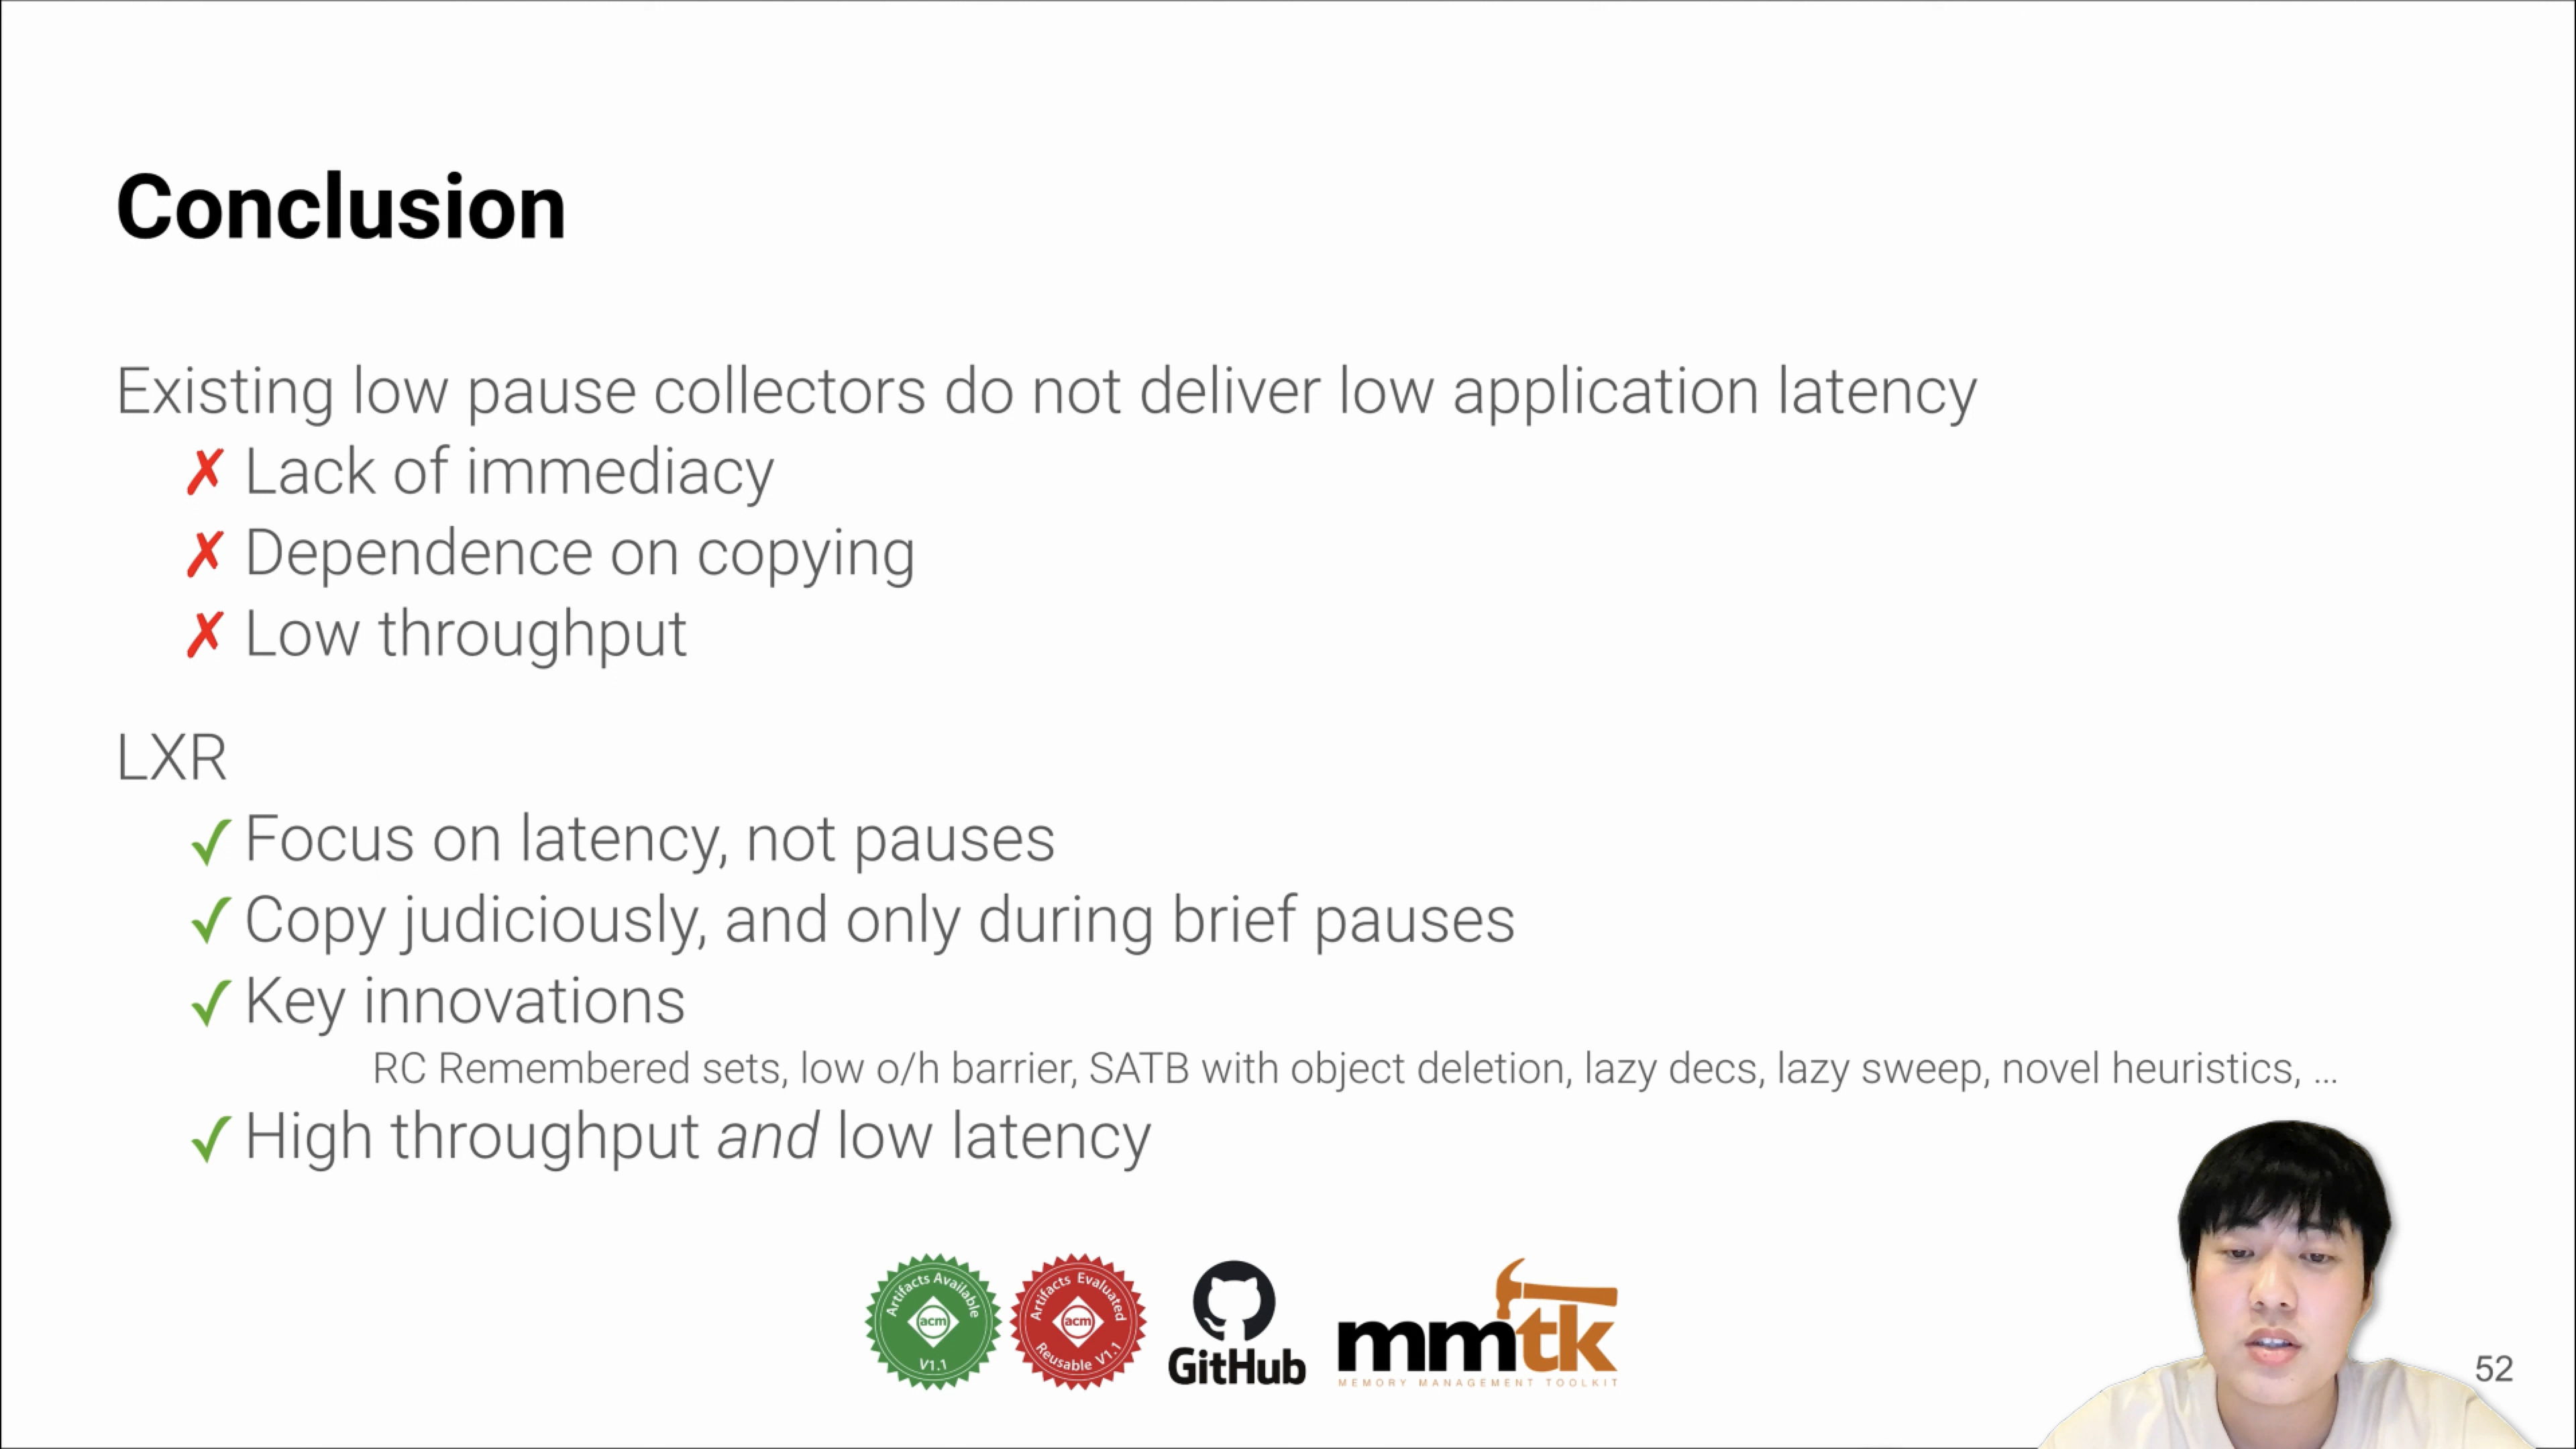 Conclusion
Existing low pause collectors do not deliver low application latency
✗ Lack of immediacy
✗ Dependence on copying
✗ Low throughput
LXR
✓ Focus on latency, not pauses
✓ Copy judiciously, and only during brief pauses
✓ Key innovations
RC Remembered sets, low o/h barrier, SATB with object deletion, lazy decs, lazy sweep, novel heuristics, ...
✓ High throughput and low latency
Artifacts Available
acm
V1.1
Artifacts Evaluated
acm
Reusable V1.1
GitHub
mmtk
MEMORY MANAGEMENT TOOLKIT
52